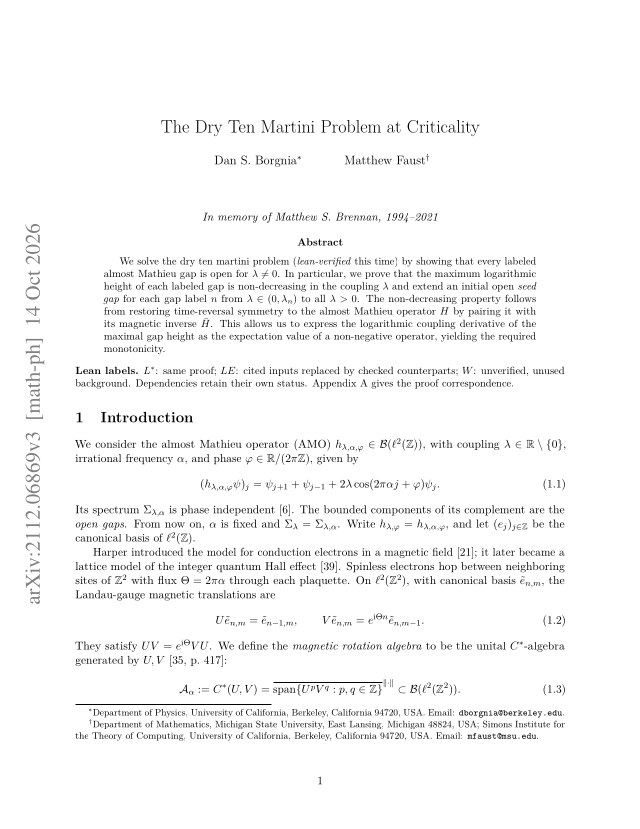 The Dry Ten Martini Problem at Criticality
Dan S. Borgnia* Matthew Faust†
In memory of Matthew S. Brennan, 1994–2021
Abstract
We solve the dry ten martini problem (lean-verified this time) by showing that every labeled
almost Mathieu gap is open for λ ≠ 0. In particular, we prove that the maximum logarithmic
height of each labeled gap is non-decreasing in the coupling λ and extend an initial open seed
gap for each gap label n from λ ∈ (0, λₙ) to all λ > 0. The non-decreasing property follows
from restoring time-reversal symmetry to the almost Mathieu operator H by pairing it with
its magnetic inverse H̄. This allows us to express the logarithmic coupling derivative of the
maximal gap height as the expectation value of a non-negative operator, yielding the required
monotonicity.
Lean labels. L*: same proof; LE: cited inputs replaced by checked counterparts; W: unverified, unused
background. Dependencies retain their own status. Appendix A gives the proof correspondence.
1 Introduction
We consider the almost Mathieu operator (AMO) h_{λ,α,φ} ∈ B(ℓ²(ℤ)), with coupling λ ∈ ℝ \ {0},
irrational frequency α, and phase φ ∈ ℝ/(2πℤ), given by
(h_{λ,α,φ}ψ)_j = ψ_{j+1} + ψ_{j−1} + 2λ cos(2παj + φ)ψ_j. (1.1)
Its spectrum Σ_{λ,α} is phase independent [6]. The bounded components of its complement are the
open gaps. From now on, α is fixed and Σ_λ = Σ_{λ,α}. Write h_{λ,φ} = h_{λ,α,φ}, and let (e_j)_{j∈ℤ} be the
canonical basis of ℓ²(ℤ).
Harper introduced the model for conduction electrons in a magnetic field [21]; it later became a
lattice model of the integer quantum Hall effect [39]. Spinless electrons hop between neighboring
sites of ℤ² with flux Θ = 2πα through each plaquette. On ℓ²(ℤ²), with canonical basis ẽ_{n,m}, the
Landau-gauge magnetic translations are
Uẽ_{n,m} = ẽ_{n−1,m}, Vẽ_{n,m} = e^{iΘn}ẽ_{n,m−1}. (1.2)
They satisfy UV = e^{iΘ}VU. We define the magnetic rotation algebra to be the unital C*-algebra
generated by U, V [35, p. 417]:
𝒜_α := C*(U, V) = \overline{span{U^pV^q : p, q ∈ ℤ}}^{‖·‖} ⊂ B(ℓ²(ℤ²)). (1.3)
*Department of Physics, University of California, Berkeley, California 94720, USA. Email: dborgnia@berkeley.edu.
†Department of Mathematics, Michigan State University, East Lansing, Michigan 48824, USA; Simons Institute for
the Theory of Computing, University of California, Berkeley, California 94720, USA. Email: mfaust@msu.edu.
1
arXiv:2112.06869v3 [math-ph] 14 Oct 2026